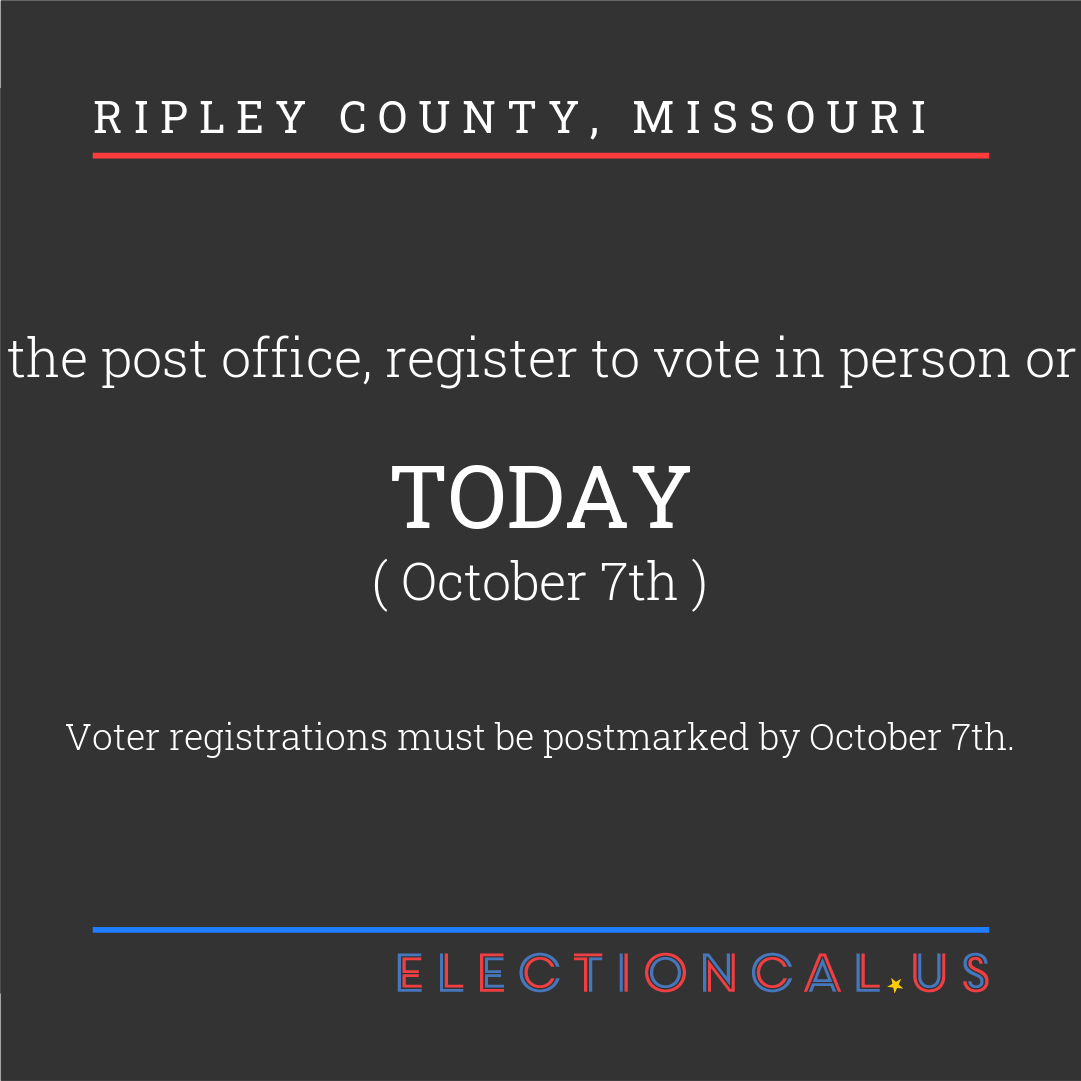 RIPLEY COUNTY, MISSOURI
the post office, register to vote in person or
TODAY
( October 7th )
Voter registrations must be postmarked by October 7th.
ELECTIONCAL.US